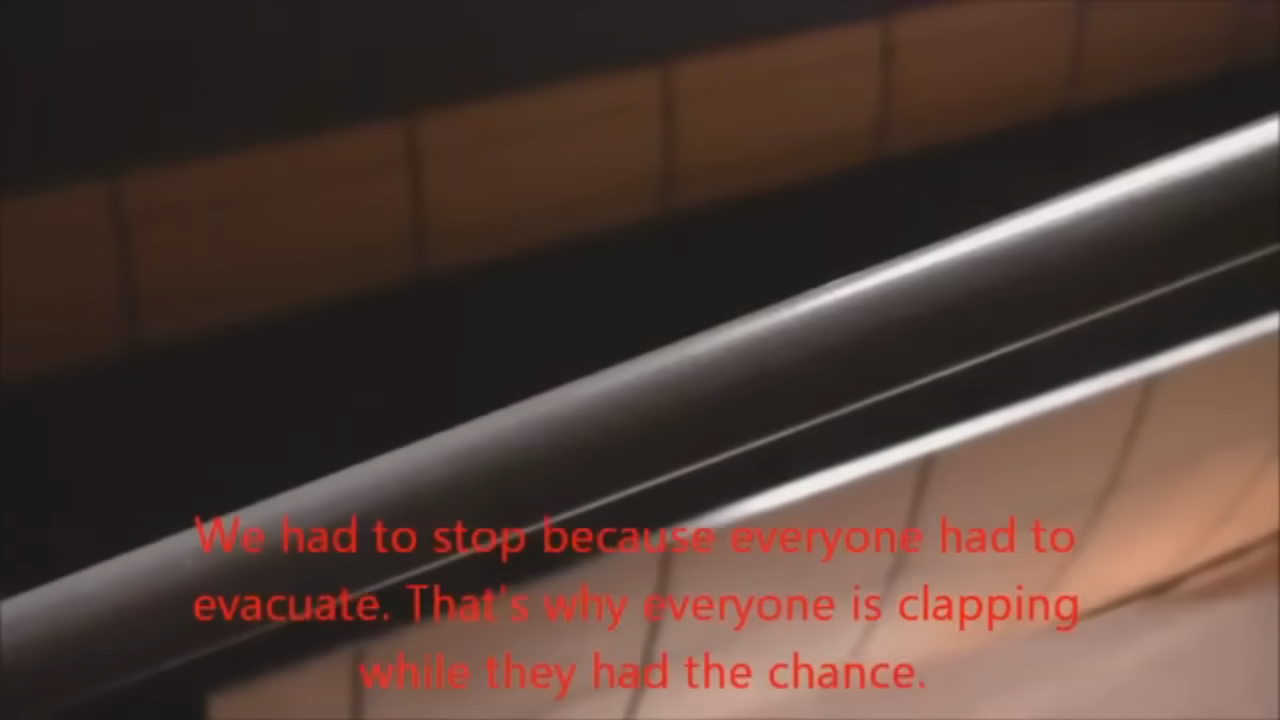 We had to stop because everyone had to
evacuate. That's why everyone is clapping
while they had the chance.